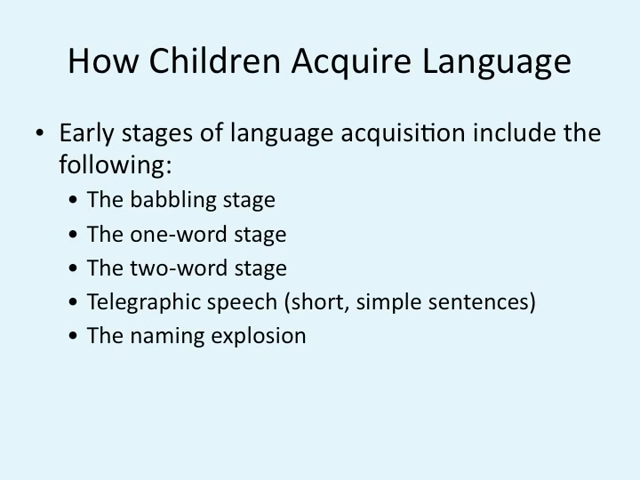 How Children Acquire Language
• Early stages of language acquisition include the
following:
• The babbling stage
• The one-word stage
• The two-word stage
• Telegraphic speech (short, simple sentences)
• The naming explosion